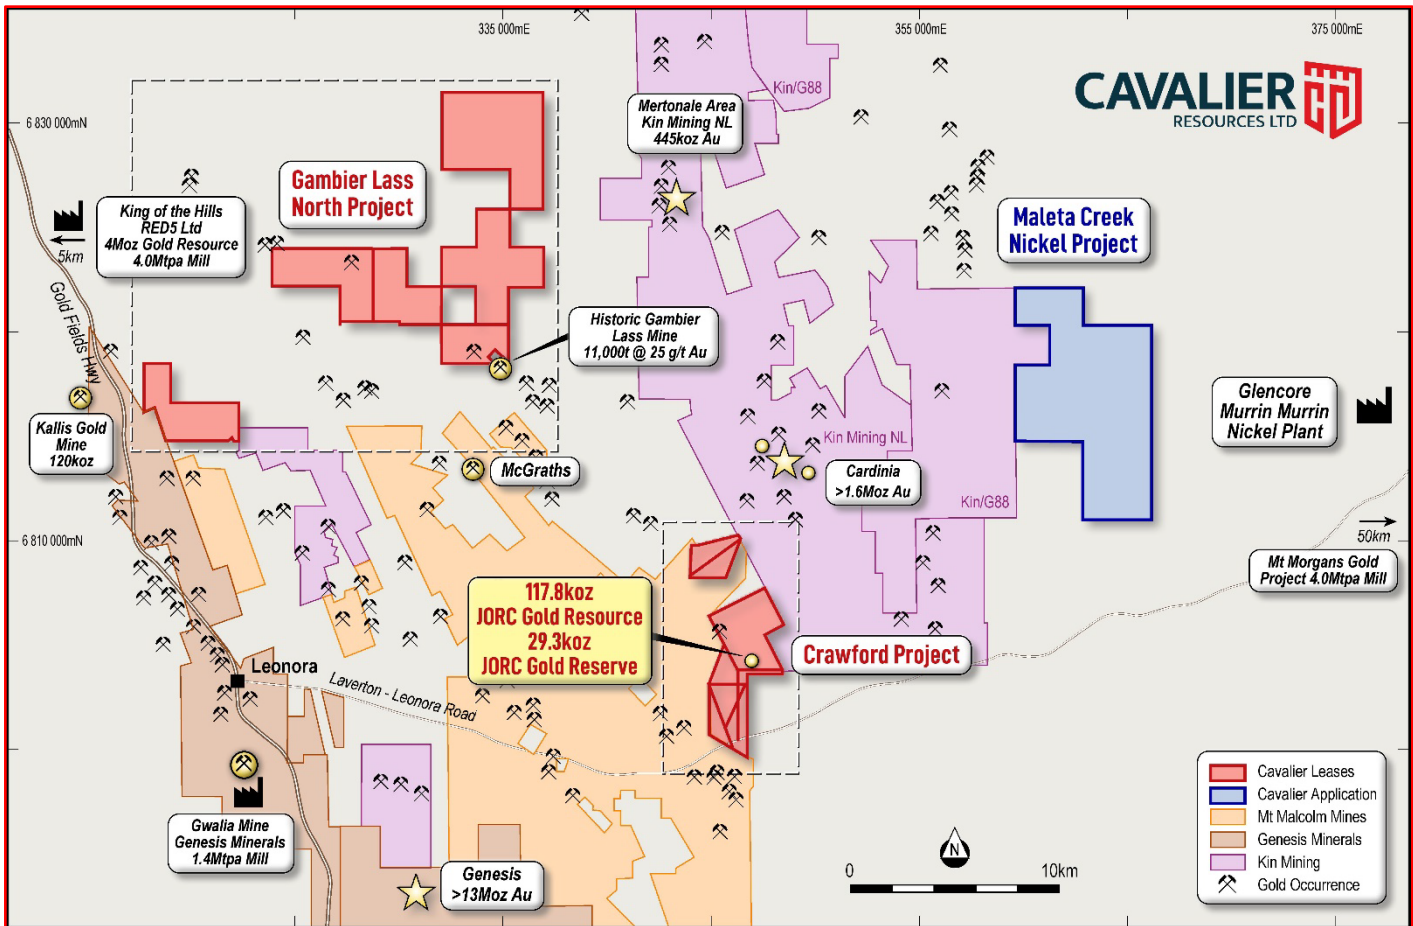 335 000mE
355 000mE
375 000mE
6 830 000mN
6 810 000mN
CAVALIER
RESOURCES LTD
Kin/G88
Mertonale Area
Kin Mining NL
445koz Au
Gambier Lass
North Project
King of the Hills
RED5 Ltd
4Moz Gold Resource
4.0Mtpa Mill
5km
Gold Fields Hwy
Maleta Creek
Nickel Project
Historic Gambier
Lass Mine
11,000t @ 25 g/t Au
Kallis Gold
Mine
120koz
McGraths
Kin Mining NL
Cardinia
>1.6Moz Au
Kin/G88
Glencore
Murrin Murrin
Nickel Plant
50km
Mt Morgans Gold
Project 4.0Mtpa Mill
117.8koz
JORC Gold Resource
29.3koz
JORC Gold Reserve
Crawford Project
Leonora
Laverton - Leonora Road
Gwalia Mine
Genesis Minerals
1.4Mtpa Mill
Genesis
>13Moz Au
N
0
10km
Cavalier Leases
Cavalier Application
Mt Malcolm Mines
Genesis Minerals
Kin Mining
Gold Occurrence